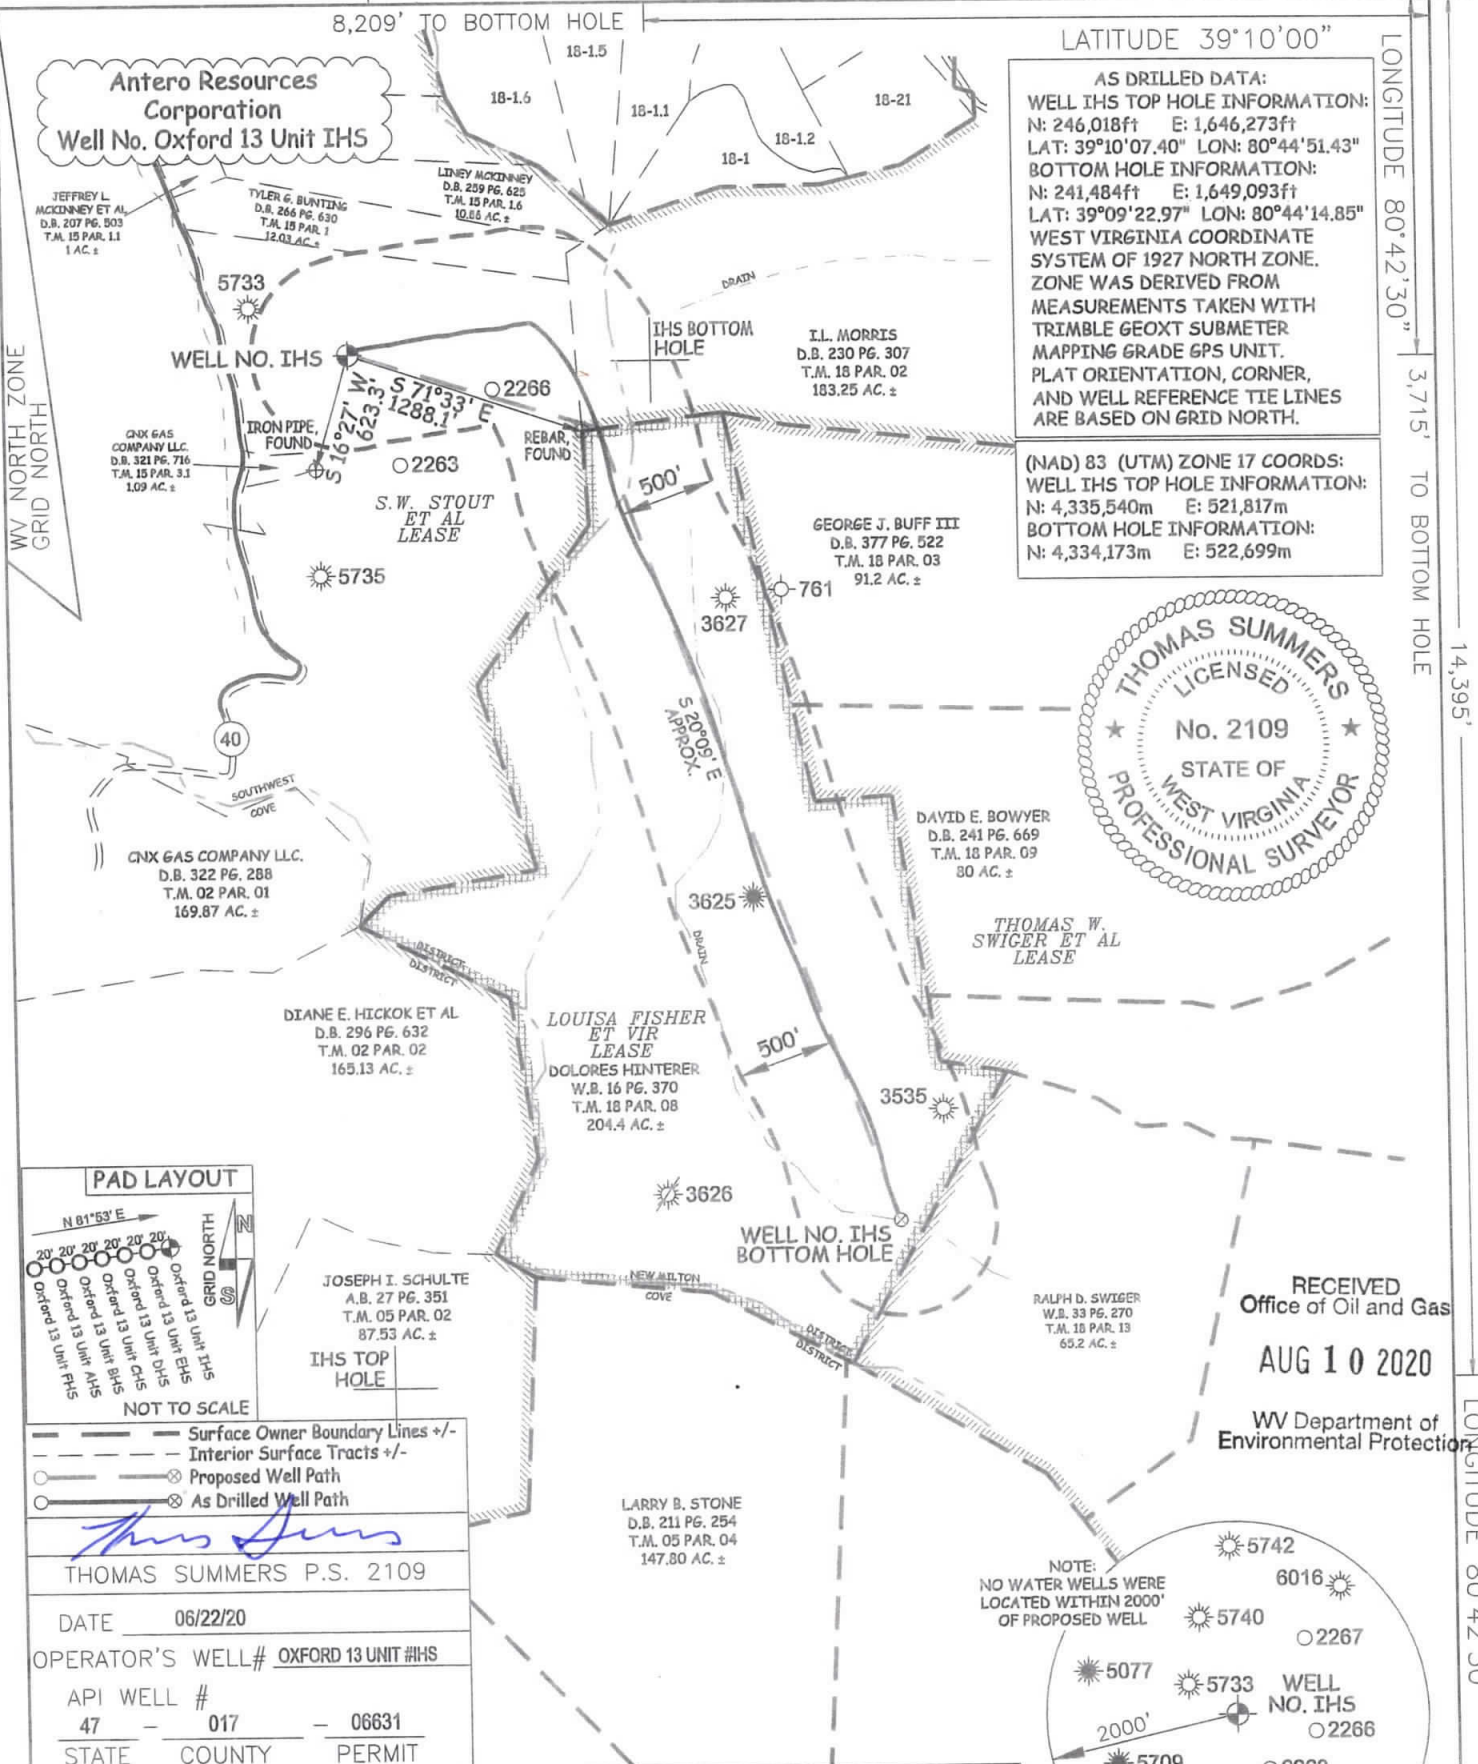 8,209' TO BOTTOM HOLE
LATITUDE 39°10'00"
LONGITUDE 80°42'30"
3,715' TO BOTTOM HOLE
14,395'
Antero Resources
Corporation
Well No. Oxford 13 Unit IHS
18-1.5
18-1.6
18-1.1
18-21
18-1.2
18-1
AS DRILLED DATA:
WELL IHS TOP HOLE INFORMATION:
N: 246,018ft E: 1,646,273ft
LAT: 39°10'07.40" LON: 80°44'51.43"
BOTTOM HOLE INFORMATION:
N: 241,484ft E: 1,649,093ft
LAT: 39°09'22.97" LON: 80°44'14.85"
WEST VIRGINIA COORDINATE
SYSTEM OF 1927 NORTH ZONE.
ZONE WAS DERIVED FROM
MEASUREMENTS TAKEN WITH
TRIMBLE GEOXT SUBMETER
MAPPING GRADE GPS UNIT.
PLAT ORIENTATION, CORNER,
AND WELL REFERENCE TIE LINES
ARE BASED ON GRID NORTH.
(NAD) 83 (UTM) ZONE 17 COORDS:
WELL IHS TOP HOLE INFORMATION:
N: 4,335,540m E: 521,817m
BOTTOM HOLE INFORMATION:
N: 4,334,173m E: 522,699m
JEFFREY L
MCKINNEY ET AL
D.B. 207 PG. 503
T.M. 15 PAR. 1.1
1 AC. ±
TYLER G. BUNTING
D.B. 266 PG. 630
T.M. 15 PAR. 1
12.03 AC. ±
LINEY MCKINNEY
D.B. 259 PG. 625
T.M. 15 PAR. 1.6
DRAIN
5733
WELL NO. IHS
IHS BOTTOM
HOLE
I.L. MORRIS
D.B. 230 PG. 307
T.M. 18 PAR. 02
183.25 AC. ±
S 71°33' E
1288.1'
S 16°27' W
623.3'
2266
IRON PIPE,
FOUND
REBAR,
FOUND
2263
WV NORTH ZONE
GRID NORTH
CNX GAS
COMPANY LLC.
D.B. 321 PG. 716
T.M. 15 PAR. 3.1
1.09 AC. ±
S.W. STOUT
ET AL
LEASE
500'
GEORGE J. BUFF III
D.B. 377 PG. 522
T.M. 18 PAR. 03
91.2 AC. ±
5735
3627
761
THOMAS SUMMERS
LICENSED
No. 2109
STATE OF
WEST VIRGINIA
PROFESSIONAL SURVEYOR
S 20°09' E
APPROX.
40
SOUTHWEST
COVE
CNX GAS COMPANY LLC.
D.B. 322 PG. 288
T.M. 02 PAR. 01
169.87 AC. ±
DAVID E. BOWYER
D.B. 241 PG. 669
T.M. 18 PAR. 09
80 AC. ±
3625
DRAIN
DISTRICT
DISTRICT
THOMAS W.
SWIGER ET AL
LEASE
DIANE E. HICKOK ET AL
D.B. 296 PG. 632
T.M. 02 PAR. 02
165.13 AC. ±
LOUISA FISHER
ET VIR
LEASE
DOLORES HINTERER
W.B. 16 PG. 370
T.M. 18 PAR. 08
204.4 AC. ±
500'
3535
3626
WELL NO. IHS
BOTTOM HOLE
PAD LAYOUT
N 81°53' E
20' 20' 20' 20' 20' 20'
Oxford 13 Unit FHS
Oxford 13 Unit AHS
Oxford 13 Unit BHS
Oxford 13 Unit CHS
Oxford 13 Unit DHS
Oxford 13 Unit EHS
Oxford 13 Unit IHS
GRID NORTH
N
S
NOT TO SCALE
JOSEPH I. SCHULTE
A.B. 27 PG. 351
T.M. 05 PAR. 02
87.53 AC. ±
IHS TOP
HOLE
NEW MILTON
COVE
DISTRICT
DISTRICT
RALPH D. SWIGER
W.B. 33 PG. 270
T.M. 18 PAR. 13
65.2 AC. ±
RECEIVED
Office of Oil and Gas
AUG 10 2020
WV Department of
Environmental Protection
LONGITUDE 80°42'30"
Surface Owner Boundary Lines +/-
Interior Surface Tracts +/-
Proposed Well Path
As Drilled Well Path
THOMAS SUMMERS P.S. 2109
DATE 06/22/20
OPERATOR'S WELL# OXFORD 13 UNIT #IHS
API WELL #
47 - 017 - 06631
STATE COUNTY PERMIT
LARRY B. STONE
D.B. 211 PG. 254
T.M. 05 PAR. 04
147.80 AC. ±
NOTE:
NO WATER WELLS WERE
LOCATED WITHIN 2000'
OF PROPOSED WELL
5742
6016
5740
2267
5077
5733
WELL
NO. IHS
2266
2000'
5709